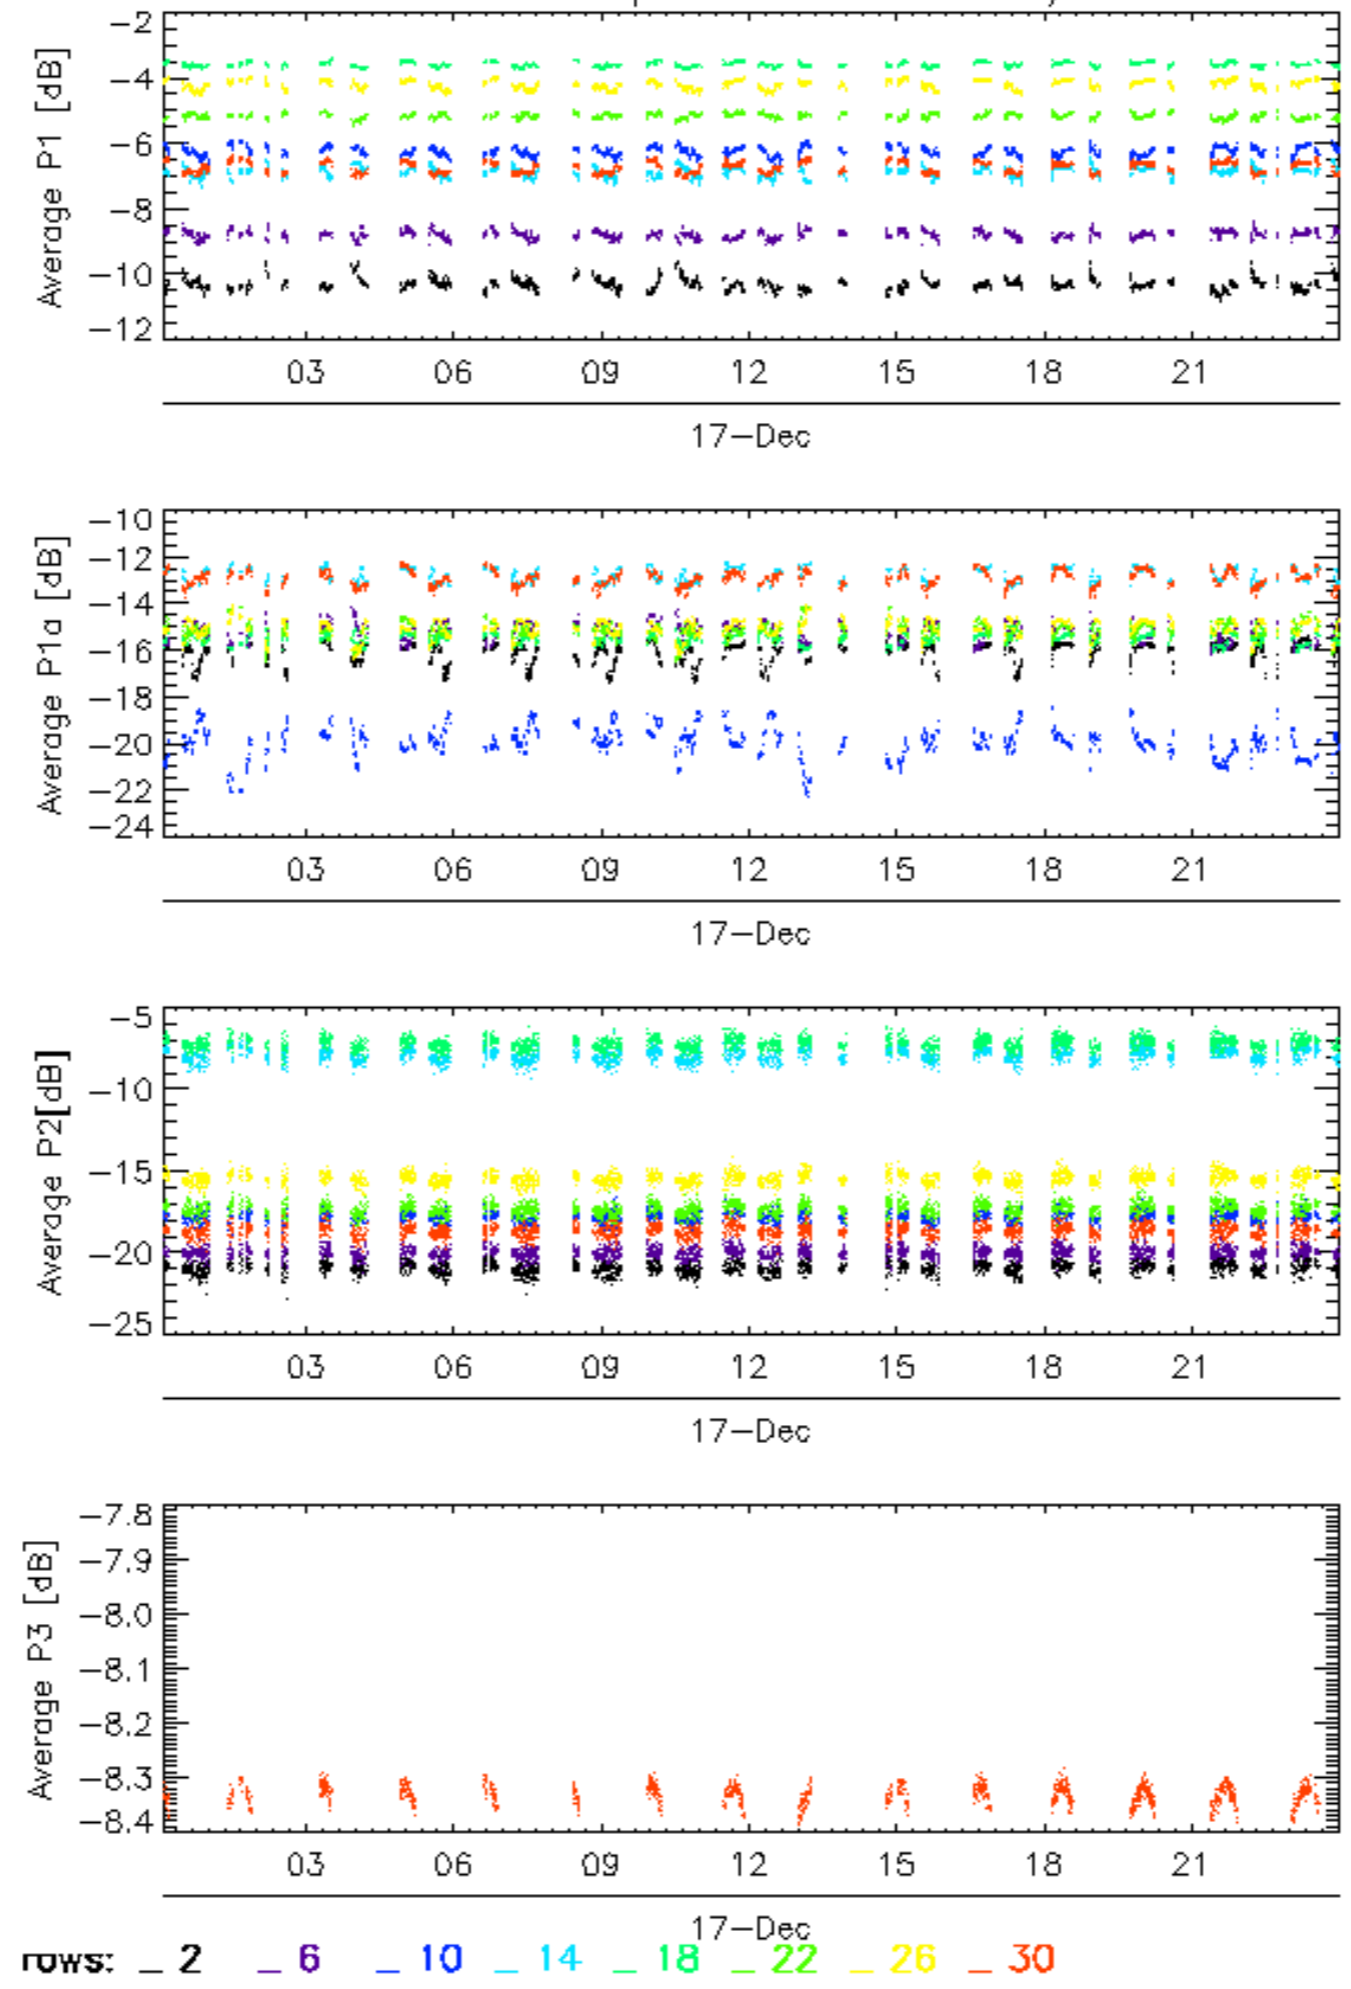 Average P1 [dB]
-2
-4
-6
-8
-10
-12
03 06 09 12 15 18 21
17-Dec
Average P1a [dB]
-10
-12
-14
-16
-18
-20
-22
-24
03 06 09 12 15 18 21
17-Dec
Average P2[dB]
-5
-10
-15
-20
-25
03 06 09 12 15 18 21
17-Dec
Average P3 [dB]
-7.8
-7.9
-8.0
-8.1
-8.2
-8.3
-8.4
03 06 09 12 15 18 21
17-Dec
rows: _ 2 _ 6 _ 10 _ 14 _ 18 _ 22 _ 26 _ 30